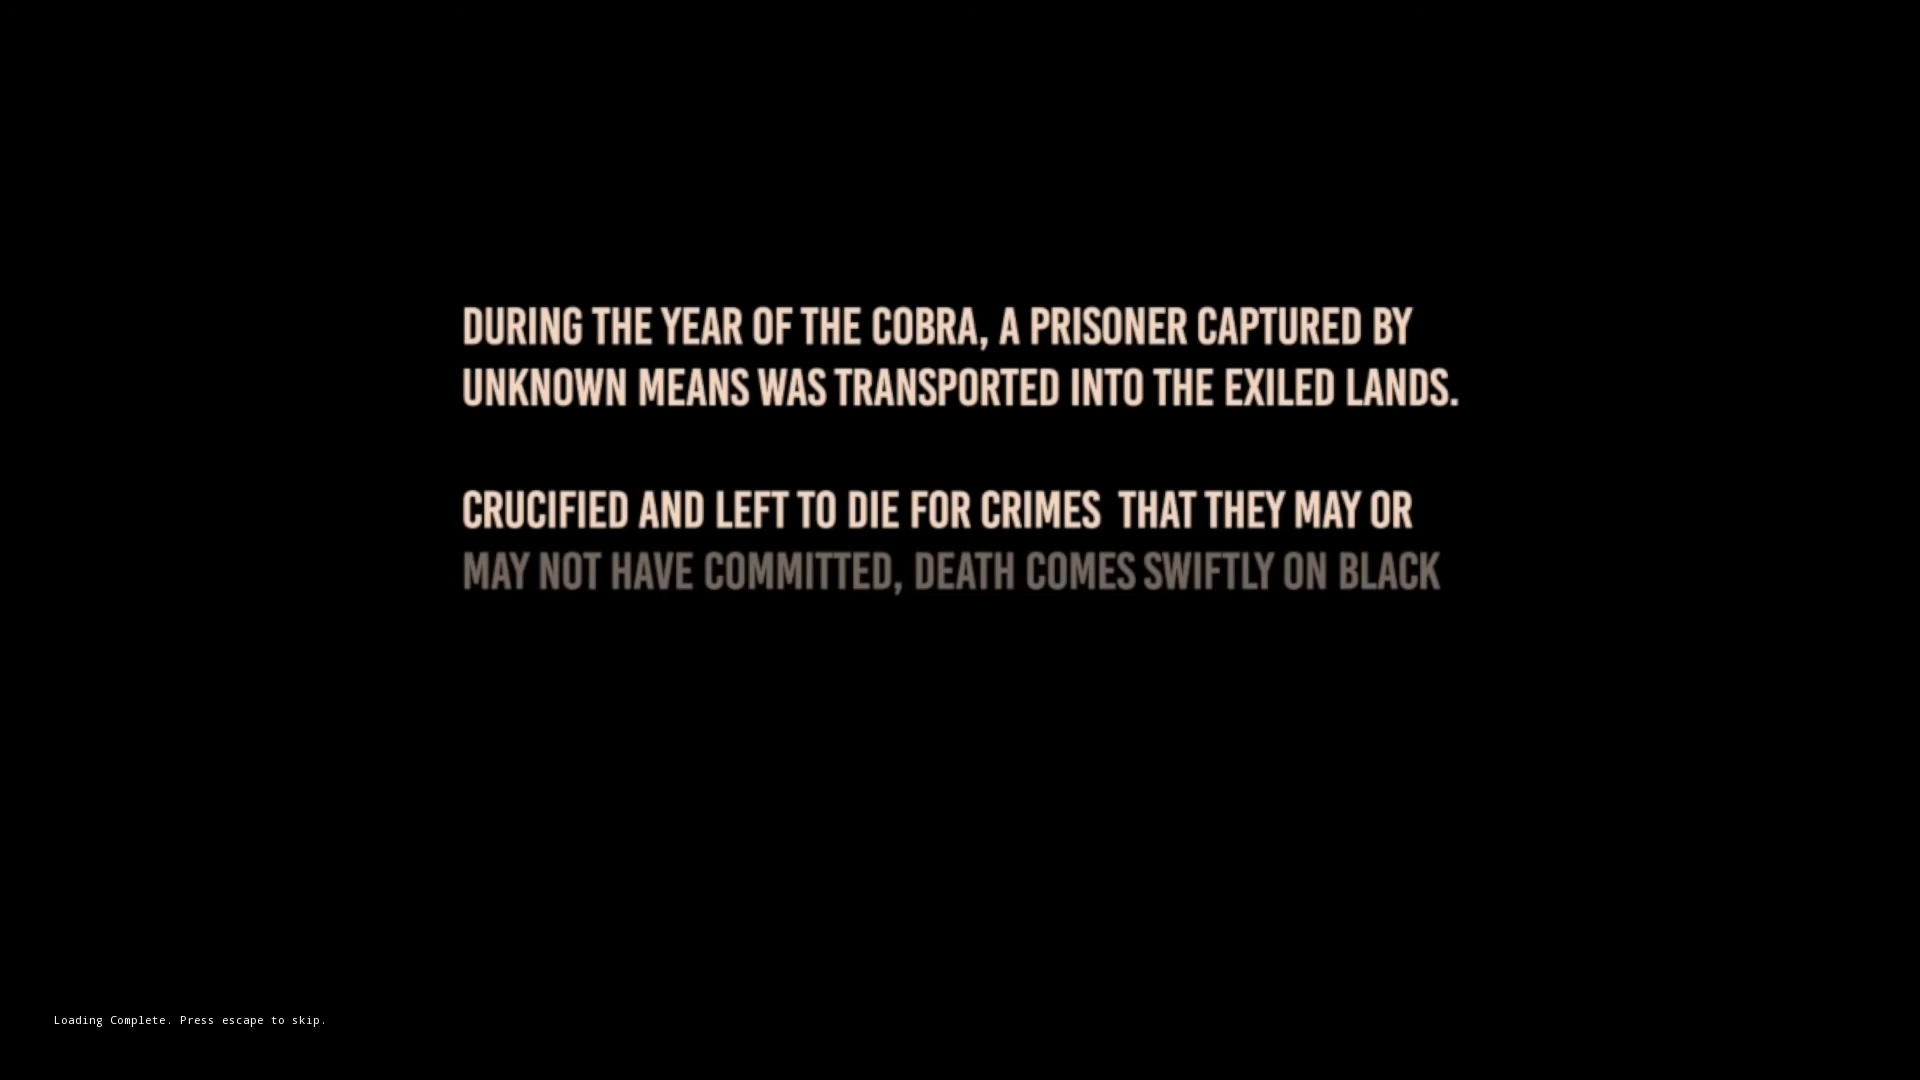 DURING THE YEAR OF THE COBRA, A PRISONER CAPTURED BY
UNKNOWN MEANS WAS TRANSPORTED INTO THE EXILED LANDS.
CRUCIFIED AND LEFT TO DIE FOR CRIMES  THAT THEY MAY OR
MAY NOT HAVE COMMITTED, DEATH COMES SWIFTLY ON BLACK
Loading Complete. Press escape to skip.